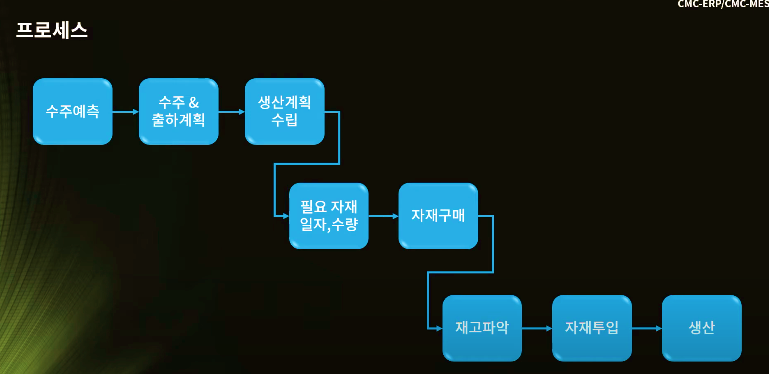 CMC-ERP/CMC-MES
프로세스
수주예측
수주 &
출하계획
생산계획
수립
필요 자재
일자,수량
자재구매
재고파악
자재투입
생산